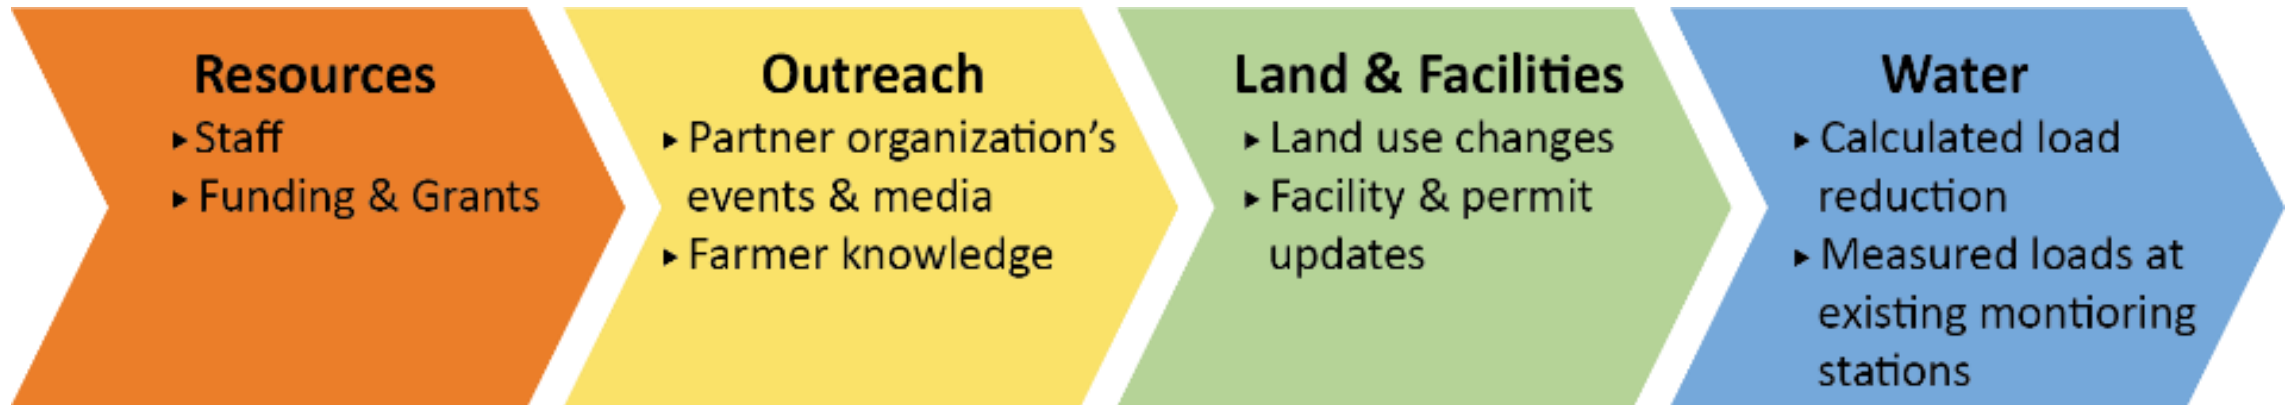 Resources
▸ Staff
▸ Funding & Grants
Outreach
▸ Partner organization’s
events & media
▸ Farmer knowledge
Land & Facilities
▸ Land use changes
▸ Facility & permit
updates
Water
▸ Calculated load
reduction
▸ Measured loads at
existing montioring
stations